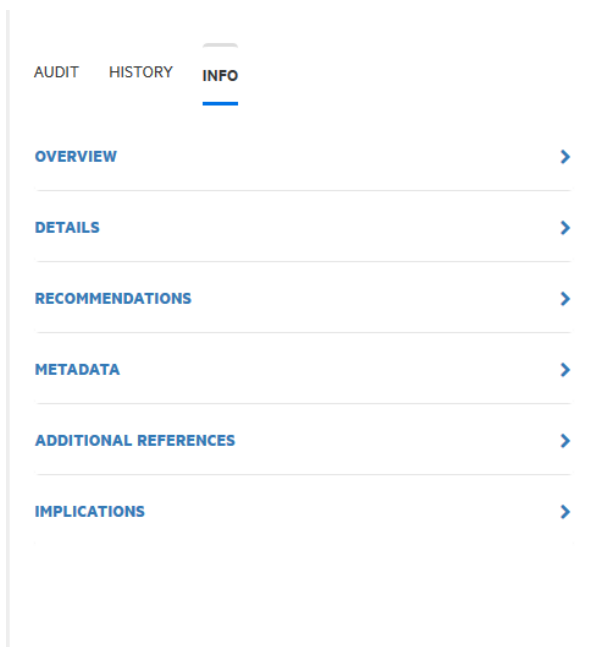 AUDIT HISTORY INFO
OVERVIEW
DETAILS
RECOMMENDATIONS
METADATA
ADDITIONAL REFERENCES
IMPLICATIONS